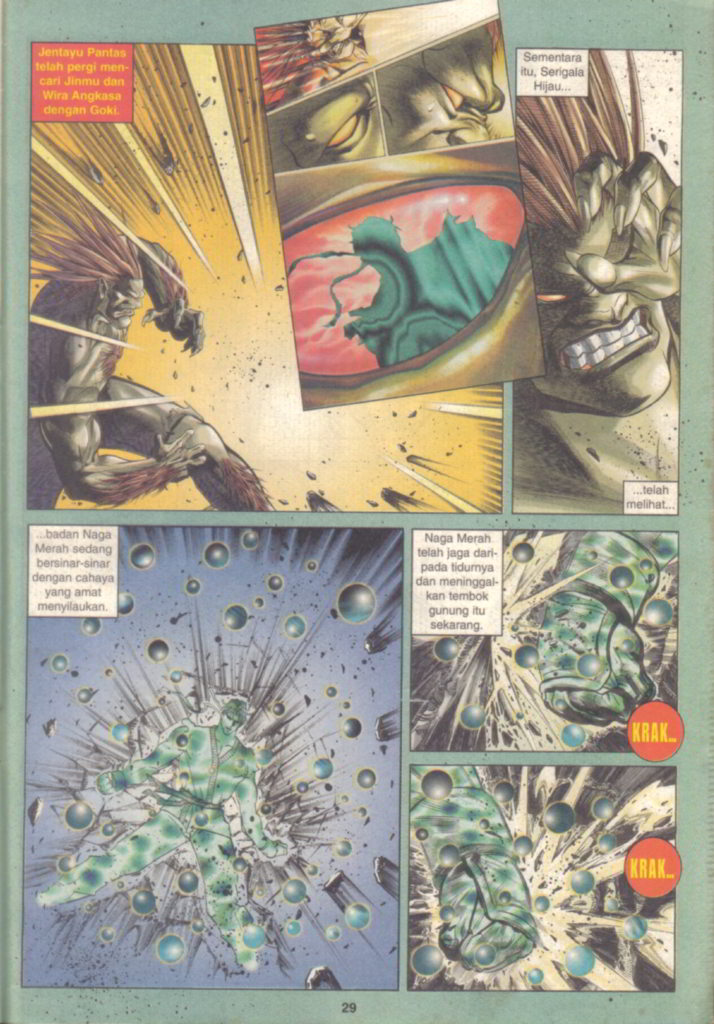 Jentayu Pantas
telah pergi men-
cari Jinmu dan
Wira Angkasa
dengan Goki.
Sementara
itu, Serigala
Hijau...
...telah
melihat...
...badan Naga
Merah sedang
bersinar-sinar
dengan cahaya
yang amat
menyilaukan.
Naga Merah
telah jaga dari-
pada tidurnya
dan meninggal-
kan tembok
gunung itu
sekarang.
KRAK...
KRAK...
29